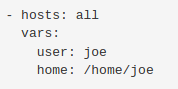 - hosts: all
  vars:
    user: joe
    home: /home/joe